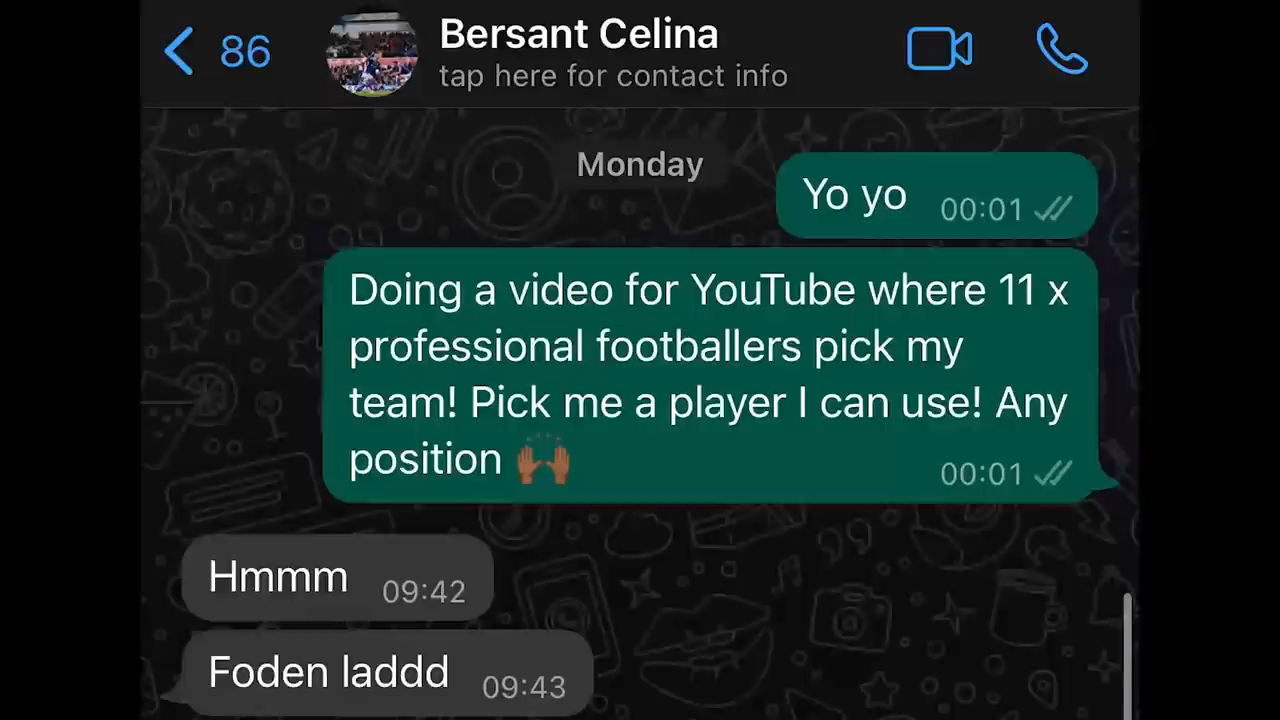 86
Bersant Celina
tap here for contact info
Monday
Yo yo 00:01
Doing a video for YouTube where 11 x
professional footballers pick my
team! Pick me a player I can use! Any
position 🙌🏾 00:01
Hmmm 09:42
Foden laddd 09:43